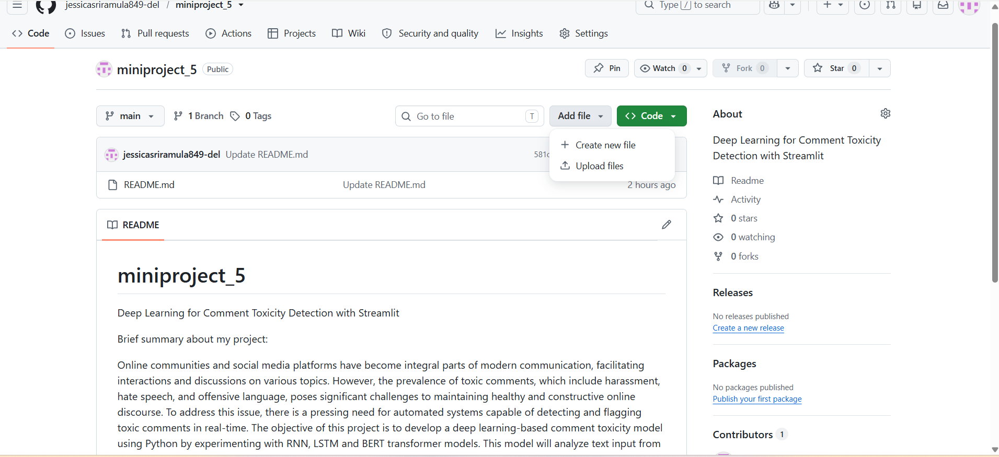 jessicasriramula849-del / miniproject_5
Type / to search
Code Issues Pull requests Actions Projects Wiki Security and quality Insights Settings
miniproject_5 Public
Pin Watch 0 Fork 0 Star 0
main 1 Branch 0 Tags Go to file T Add file Code
Create new file
Upload files
jessicasriramula849-del Update README.md
README.md Update README.md 2 hours ago
README
miniproject_5
Deep Learning for Comment Toxicity Detection with Streamlit
Brief summary about my project:
Online communities and social media platforms have become integral parts of modern communication, facilitating
interactions and discussions on various topics. However, the prevalence of toxic comments, which include harassment,
hate speech, and offensive language, poses significant challenges to maintaining healthy and constructive online
discourse. To address this issue, there is a pressing need for automated systems capable of detecting and flagging
toxic comments in real-time. The objective of this project is to develop a deep learning-based comment toxicity model
using Python by experimenting with RNN, LSTM and BERT transformer models. This model will analyze text input from
About
Deep Learning for Comment Toxicity
Detection with Streamlit
Readme
Activity
0 stars
0 watching
0 forks
Releases
No releases published
Create a new release
Packages
No packages published
Publish your first package
Contributors 1